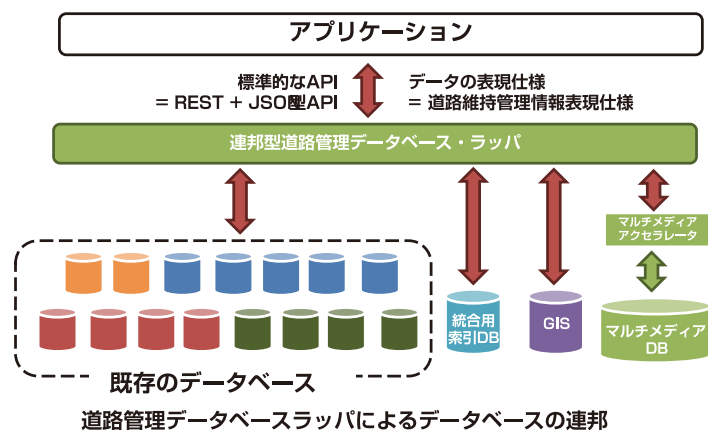 アプリケーション
標準的なAPI
= REST + JSO型API
データの表現仕様
= 道路維持管理情報表現仕様
連邦型道路管理データベース・ラッパ
マルチメディア
アクセラレータ
統合用
索引DB
GIS
マルチメディア
DB
既存のデータベース
道路管理データベースラッパによるデータベースの連邦